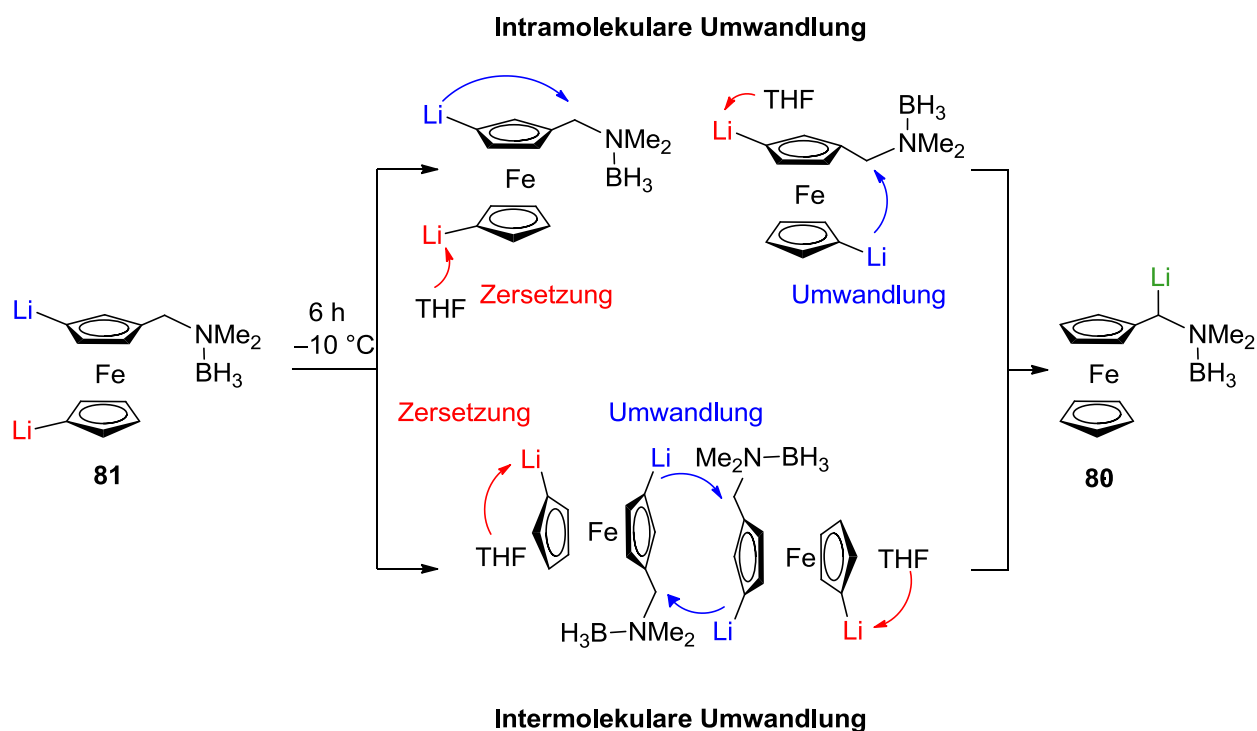 Intramolekulare Umwandlung
Li
NMe₂
BH₃
Fe
Li
THF
Zersetzung
THF
Li
BH₃
NMe₂
Fe
Li
Umwandlung
Li
NMe₂
BH₃
Fe
Li
81
6 h
–10 °C
Li
NMe₂
BH₃
Fe
80
Zersetzung
Umwandlung
Li
THF
Fe
Li
H₃B–NMe₂
Me₂N–BH₃
Fe
THF
Li
Li
Intermolekulare Umwandlung